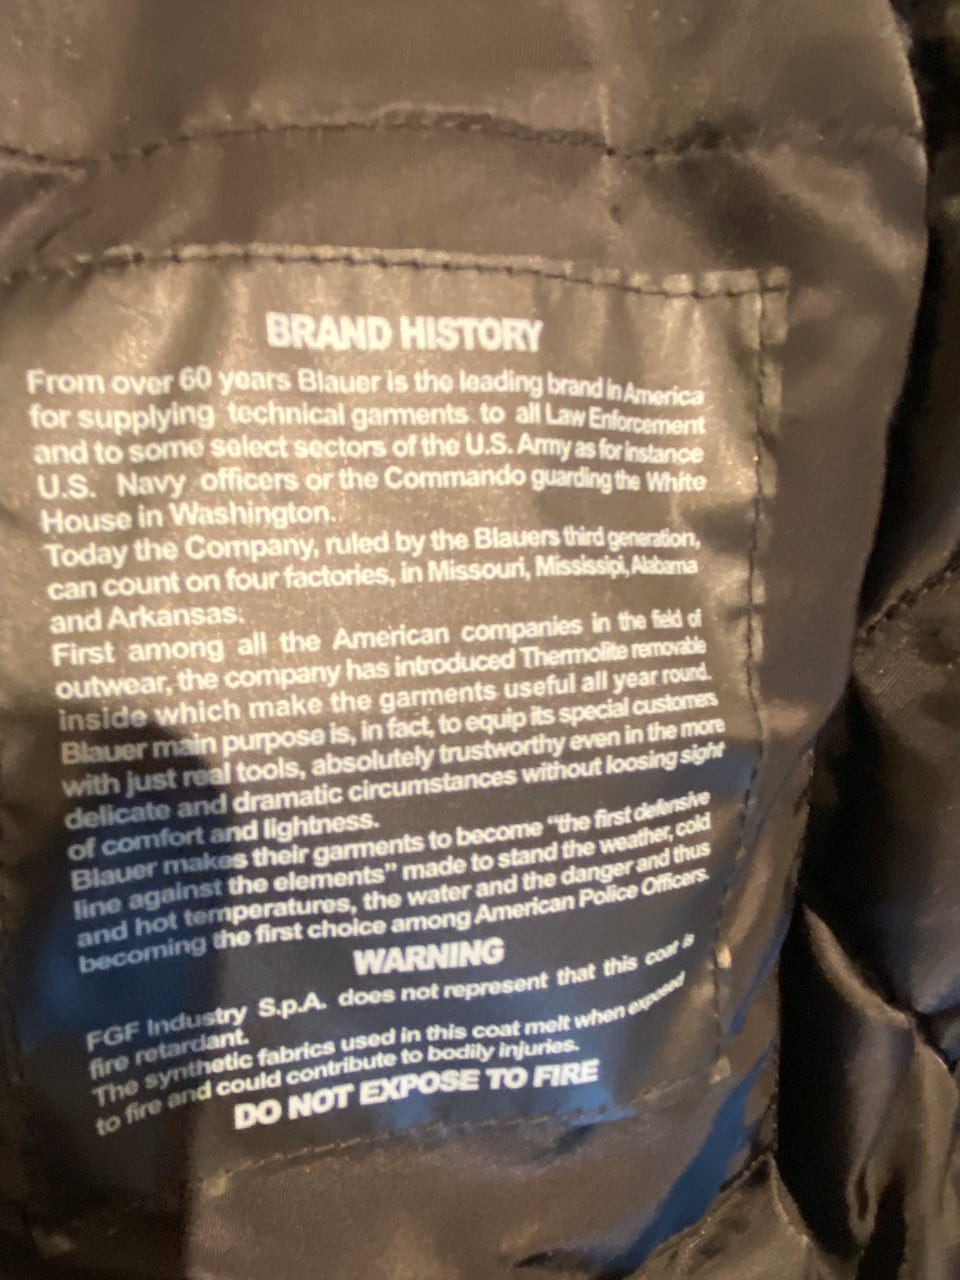 BRAND HISTORY
From over 60 years Blauer is the leading brand in America
for supplying technical garments to all Law Enforcement
and to some select sectors of the U.S. Army as for instance
U.S. Navy officers or the Commando guarding the White
House in Washington.
Today the Company, ruled by the Blauers third generation,
can count on four factories, in Missouri, Mississipi, Alabama
and Arkansas.
First among all the American companies in the field of
outwear, the company has introduced Thermolite removable
inside which make the garments useful all year round.
Blauer main purpose is, in fact, to equip its special customers
with just real tools, absolutely trustworthy even in the more
delicate and dramatic circumstances without loosing sight
of comfort and lightness.
Blauer makes their garments to become "the first defensive
line against the elements" made to stand the weather, cold
and hot temperatures, the water and the danger and thus
becoming the first choice among American Police Officers.
WARNING
FGF Industry S.p.A. does not represent that this coat is
fire retardant.
The synthetic fabrics used in this coat melt when exposed
to fire and could contribute to bodily injuries.
DO NOT EXPOSE TO FIRE